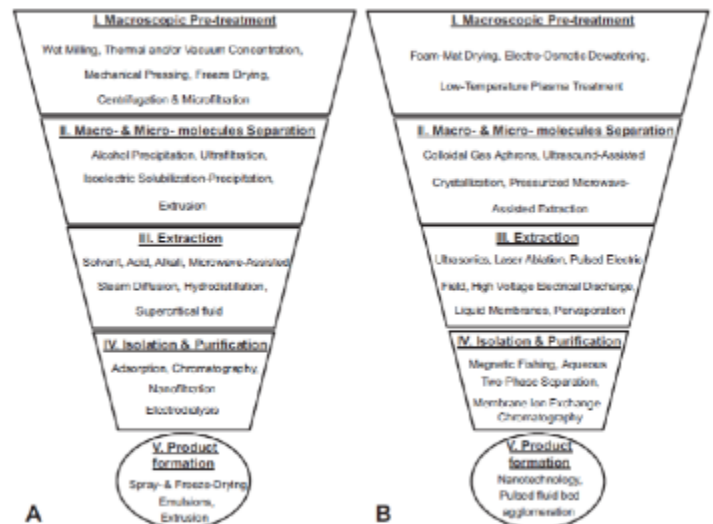 I. Macroscopic Pre-treatment
Wet Milling, Thermal and/or Vacuum Concentration,
Mechanical Pressing, Freeze Drying,
Centrifugation & Microfiltration
II. Macro- & Micro- molecules Separation
Alcohol Precipitation, Ultrafiltration,
Isoelectric Solubilization-Precipitation,
Extrusion
III. Extraction
Solvent, Acid, Alkali, Microwave-Assisted
Steam Diffusion, Hydrodistillation,
Supercritical fluid
IV. Isolation & Purification
Adsorption, Chromatography,
Nanofiltration
Electrodialysis
V. Product
formation
Spray- & Freeze-Drying,
Emulsions,
Extrusion
A
I. Macroscopic Pre-treatment
Foam-Mat Drying, Electro-Osmotic Dewatering,
Low-Temperature Plasma Treatment
II. Macro- & Micro- molecules Separation
Colloidal Gas Aphrons, Ultrasound-Assisted
Crystallization, Pressurized Microwave-
Assisted Extraction
III. Extraction
Ultrasonics, Laser Ablation, Pulsed Electric
Field, High Voltage Electrical Discharge,
Liquid Membranes, Pervaporation
IV. Isolation & Purification
Magnetic Fishing, Aqueous
Two-Phase Separation,
Membrane Ion Exchange
Chromatography
V. Product
formation
Nanotechnology,
Pulsed fluid bed
agglomeration
B